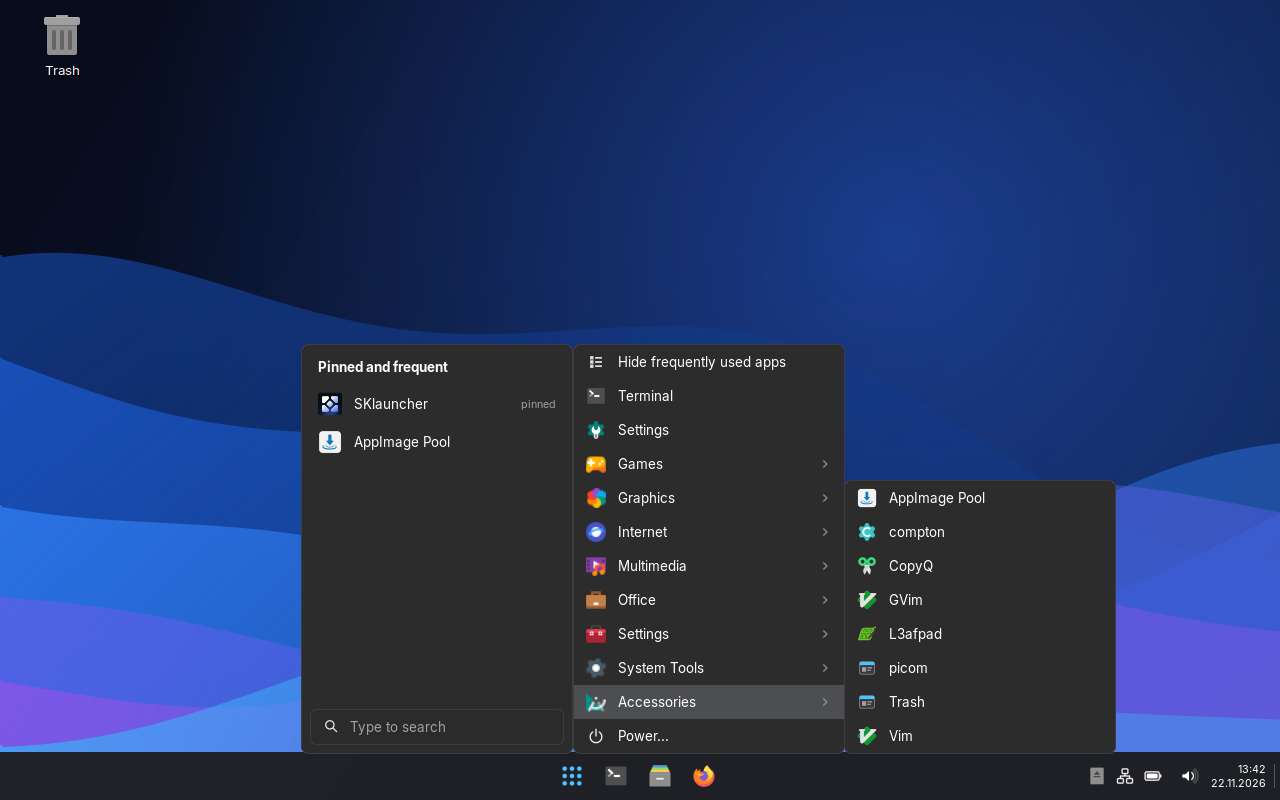 Trash
Pinned and frequent
SKlauncher pinned
AppImage Pool
Type to search
Hide frequently used apps
Terminal
Settings
Games
Graphics
Internet
Multimedia
Office
Settings
System Tools
Accessories
Power...
AppImage Pool
compton
CopyQ
GVim
L3afpad
picom
Trash
Vim
13:42
22.11.2026